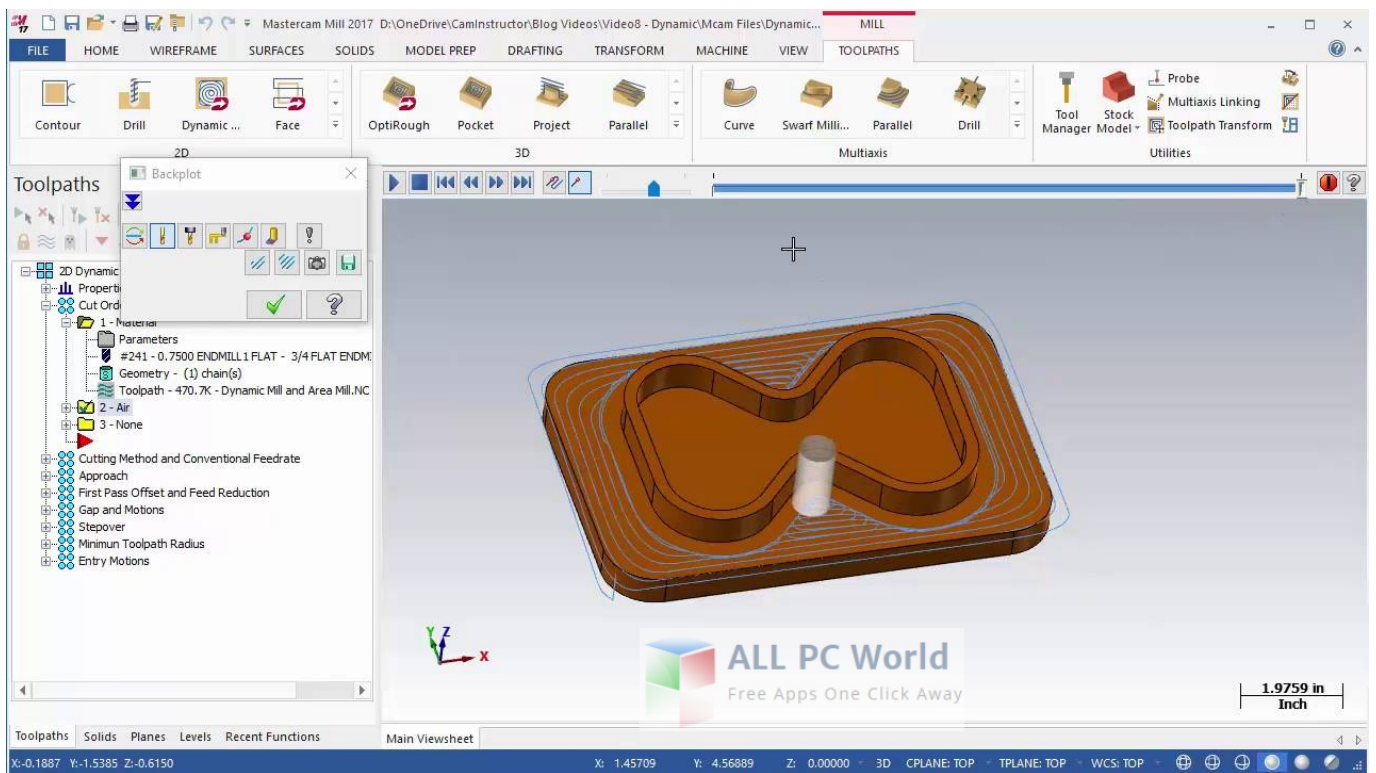 Mastercam Mill 2017 D:\OneDrive\CamInstructor\Blog Videos\Video8 - Dynamic\Mcam Files\Dynamic...
MILL
17
FILE HOME WIREFRAME SURFACES SOLIDS MODEL PREP DRAFTING TRANSFORM MACHINE VIEW TOOLPATHS
Contour Drill Dynamic ... Face
2D
OptiRough Pocket Project Parallel
3D
Curve Swarf Milli... Parallel Drill
Multiaxis
Tool Manager
Stock Model
Probe
Multiaxis Linking
Toolpath Transform
Utilities
Toolpaths
Backplot
2D Dynamic
Properti
Cut Ord
1 - Material
Parameters
#241 - 0.7500 ENDMILL1 FLAT - 3/4 FLAT ENDM
Geometry - (1) chain(s)
Toolpath - 470.7K - Dynamic Mill and Area Mill.NC
2 - Air
3 - None
Cutting Method and Conventional Feedrate
Approach
First Pass Offset and Feed Reduction
Gap and Motions
Stepover
Minimun Toolpath Radius
Entry Motions
Y Z
X
ALL PC World
Free Apps One Click Away
1.9759 in
Inch
Toolpaths Solids Planes Levels Recent Functions
Main Viewsheet
X:-0.1887 Y:-1.5385 Z:-0.6150
X: 1.45709 Y: 4.56889 Z: 0.00000 3D CPLANE: TOP TPLANE: TOP WCS: TOP